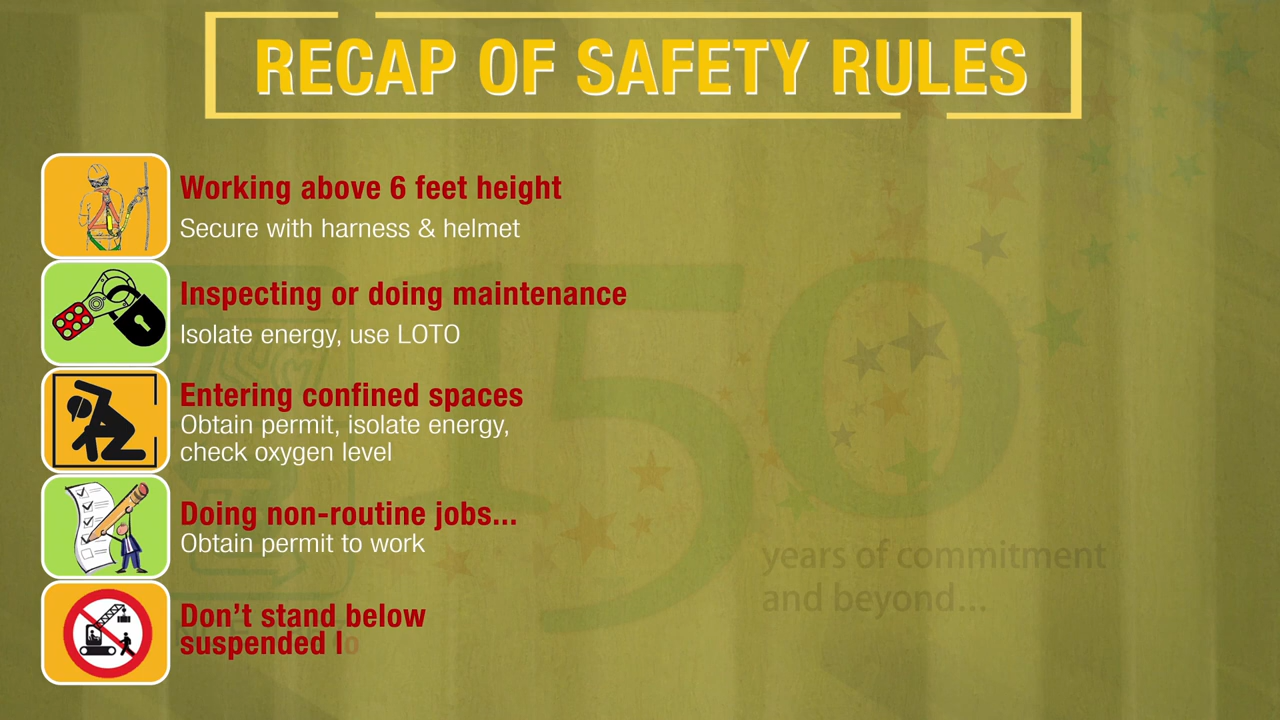 RECAP OF SAFETY RULES
Working above 6 feet height
Secure with harness & helmet
Inspecting or doing maintenance
Isolate energy, use LOTO
Entering confined spaces
Obtain permit, isolate energy,
check oxygen level
Doing non-routine jobs...
Obtain permit to work
Don't stand below
suspended lo
150
years of commitment
and beyond...